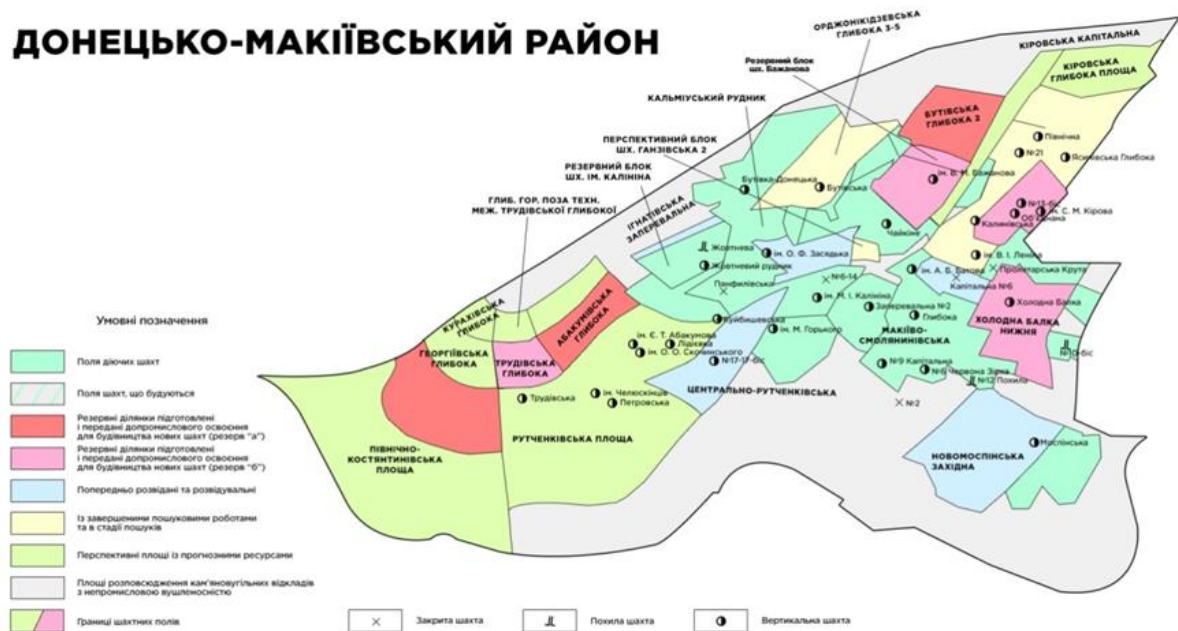 ДОНЕЦЬКО-МАКІЇВСЬКИЙ РАЙОН
ОРДЖОНІКІДЗЕВСЬКА
ГЛИБОКА 3-5
КІРОВСЬКА КАПІТАЛЬНА
Резервний блок
шх. Бажанова
КІРОВСЬКА
ГЛИБОКА ПЛОЩА
КАЛЬМІУСЬКИЙ РУДНИК
БУТІВСЬКА
ГЛИБОКА 2
ПЕРСПЕКТИВНИЙ БЛОК
ШХ. ГАНЗІВСЬКА 2
Північна
№21
Ясинівська Глибока
РЕЗЕРВНИЙ БЛОК
ШХ. ІМ. КАЛІНІНА
Бутівка-Донецька
Бутівська
ім. В. М. Бажанова
ГЛИБ. ГОР. ПОЗА ТЕХН.
МЕЖ. ТРУДІВСЬКОЇ ГЛИБОКОЇ
ІГНАТІВСЬКА
ЗАПЕРЕВАЛЬНА
№13-біс
ім. С. М. Кірова
Калинівська
Чайкіне
Жовтнева
ім. О. Ф. Засядька
ім. В. І. Леніна
Жовтневий рудник
ім. А. Б. Батова
Пролетарська Крута
Панфилівська
№6-14
Капітальна №6
ім. М. І. Калініна
Заперевальна №2
Холодна Балка
Глибока
Куйбишевська
ім. М. Горького
МАКІЇВО-
СМОЛЯНИНІВСЬКА
ХОЛОДНА БАЛКА
НИЖНЯ
КУРАХІВСЬКА
ГЛИБОКА
АБАКУМІВСЬКА
ГЛИБОКА
ім. Є. Т. Абакумова
Лідієвка
ім. О. О. Скочинського
№17-17-біс
ГЕОРГІЇВСЬКА
ГЛИБОКА
ТРУДІВСЬКА
ГЛИБОКА
№9 Капітальна
№5 Червона Зірка
№12 Похила
ЦЕНТРАЛЬНО-РУТЧЕНКІВСЬКА
Трудівська
ім. Челюскінців
Петровська
№2
РУТЧЕНКІВСЬКА ПЛОЩА
ПІВНІЧНО-
КОСТЯНТИНІВСЬКА
ПЛОЩА
Моспінська
НОВОМОСПІНСЬКА
ЗАХІДНА
Умовні позначення
Поля діючих шахт
Поля шахт, що будуються
Резервні ділянки підготовлені
і передані допромислового освоєння
для будівництва нових шахт (резерв "а")
Резервні ділянки підготовлені
і передані допромислового освоєння
для будівництва нових шахт (резерв "б")
Попередньо розвідані та розвідувальні
Із завершеними пошуковими роботами
та в стадії пошуків
Перспективні площі із прогнозними ресурсами
Площі розповсюдження кам'яновугільних відкладів
з непромисловою вушленосністю
Границі шахтних полів
Закрита шахта
Похила шахта
Вертикальна шахта